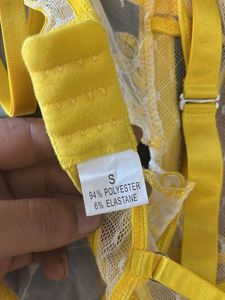 S
94% POLYESTER
6% ELASTANE